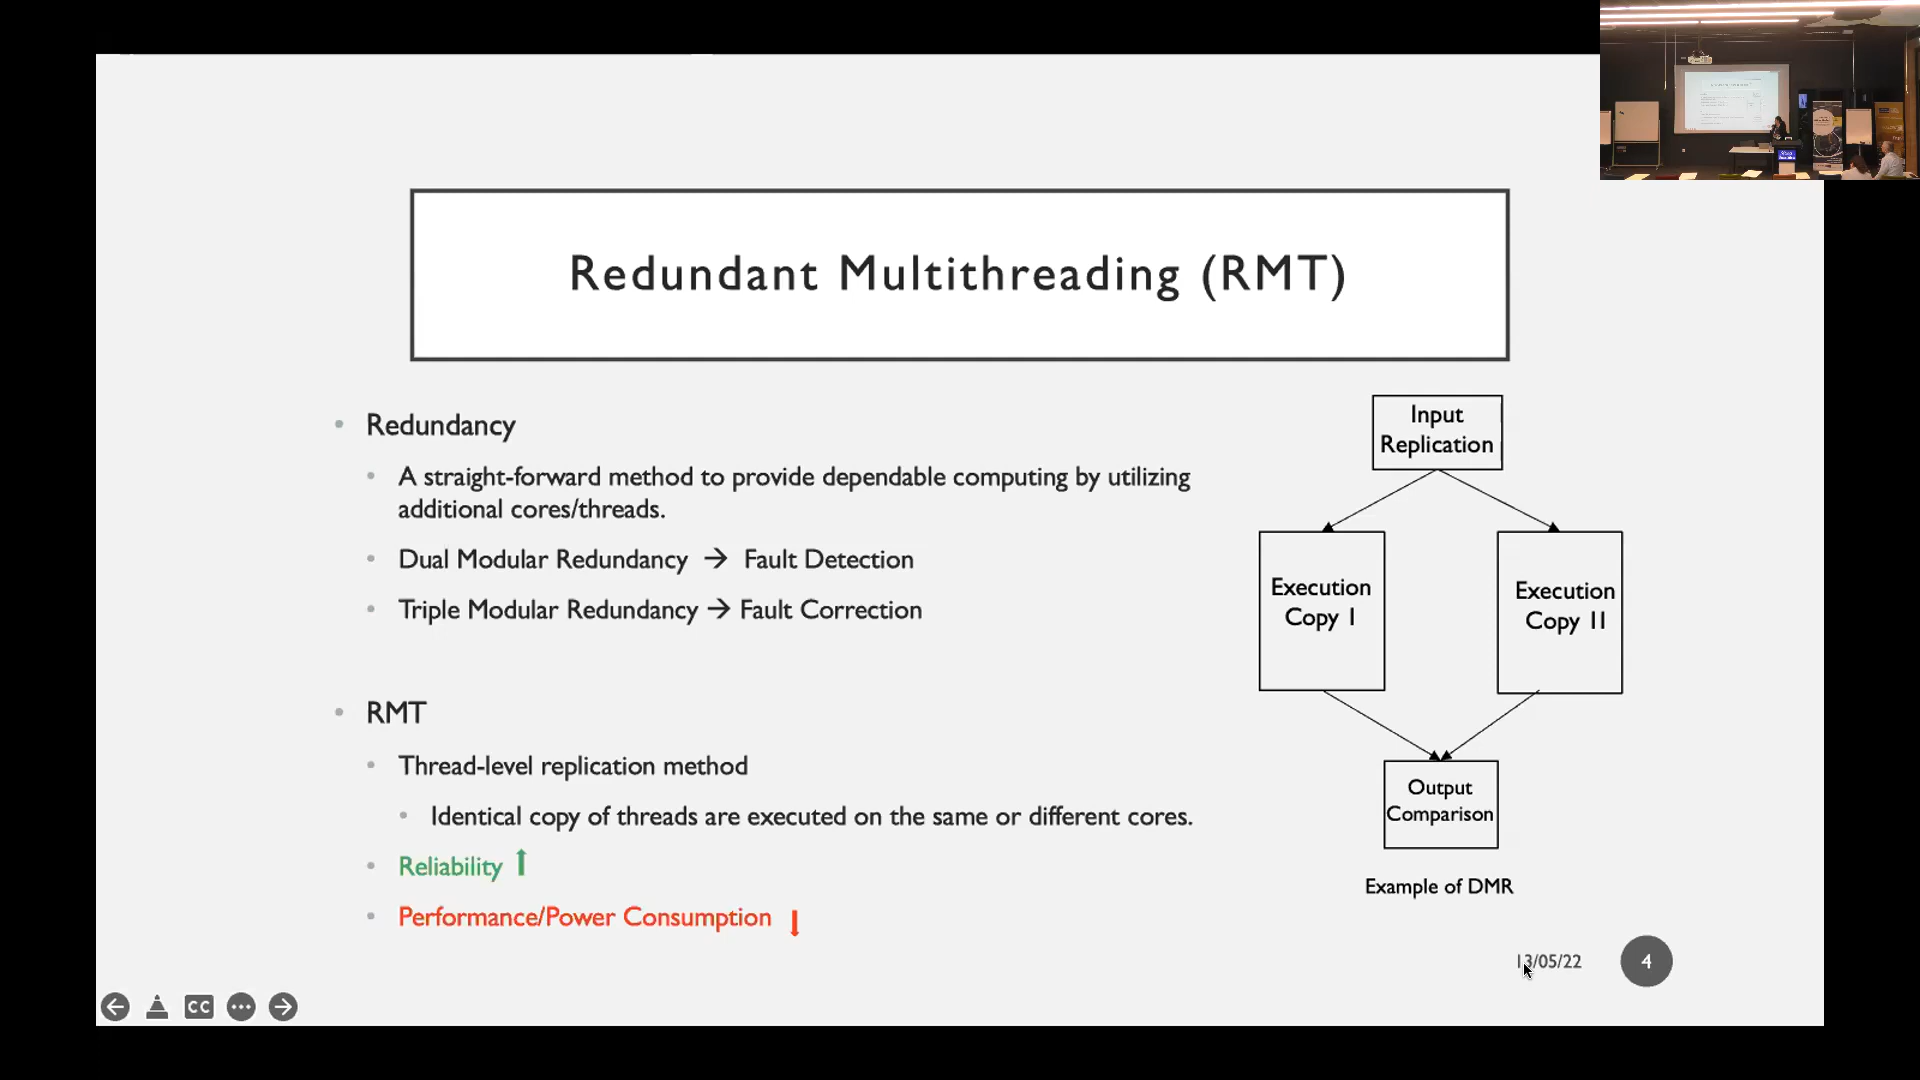 Redundant Multithreading (RMT)
• Redundancy
• A straight-forward method to provide dependable computing by utilizing
additional cores/threads.
• Dual Modular Redundancy → Fault Detection
• Triple Modular Redundancy → Fault Correction
• RMT
• Thread-level replication method
• Identical copy of threads are executed on the same or different cores.
• Reliability ↑
• Performance/Power Consumption ↓
Input
Replication
Execution
Copy I
Execution
Copy II
Output
Comparison
Example of DMR
13/05/22
4
CC